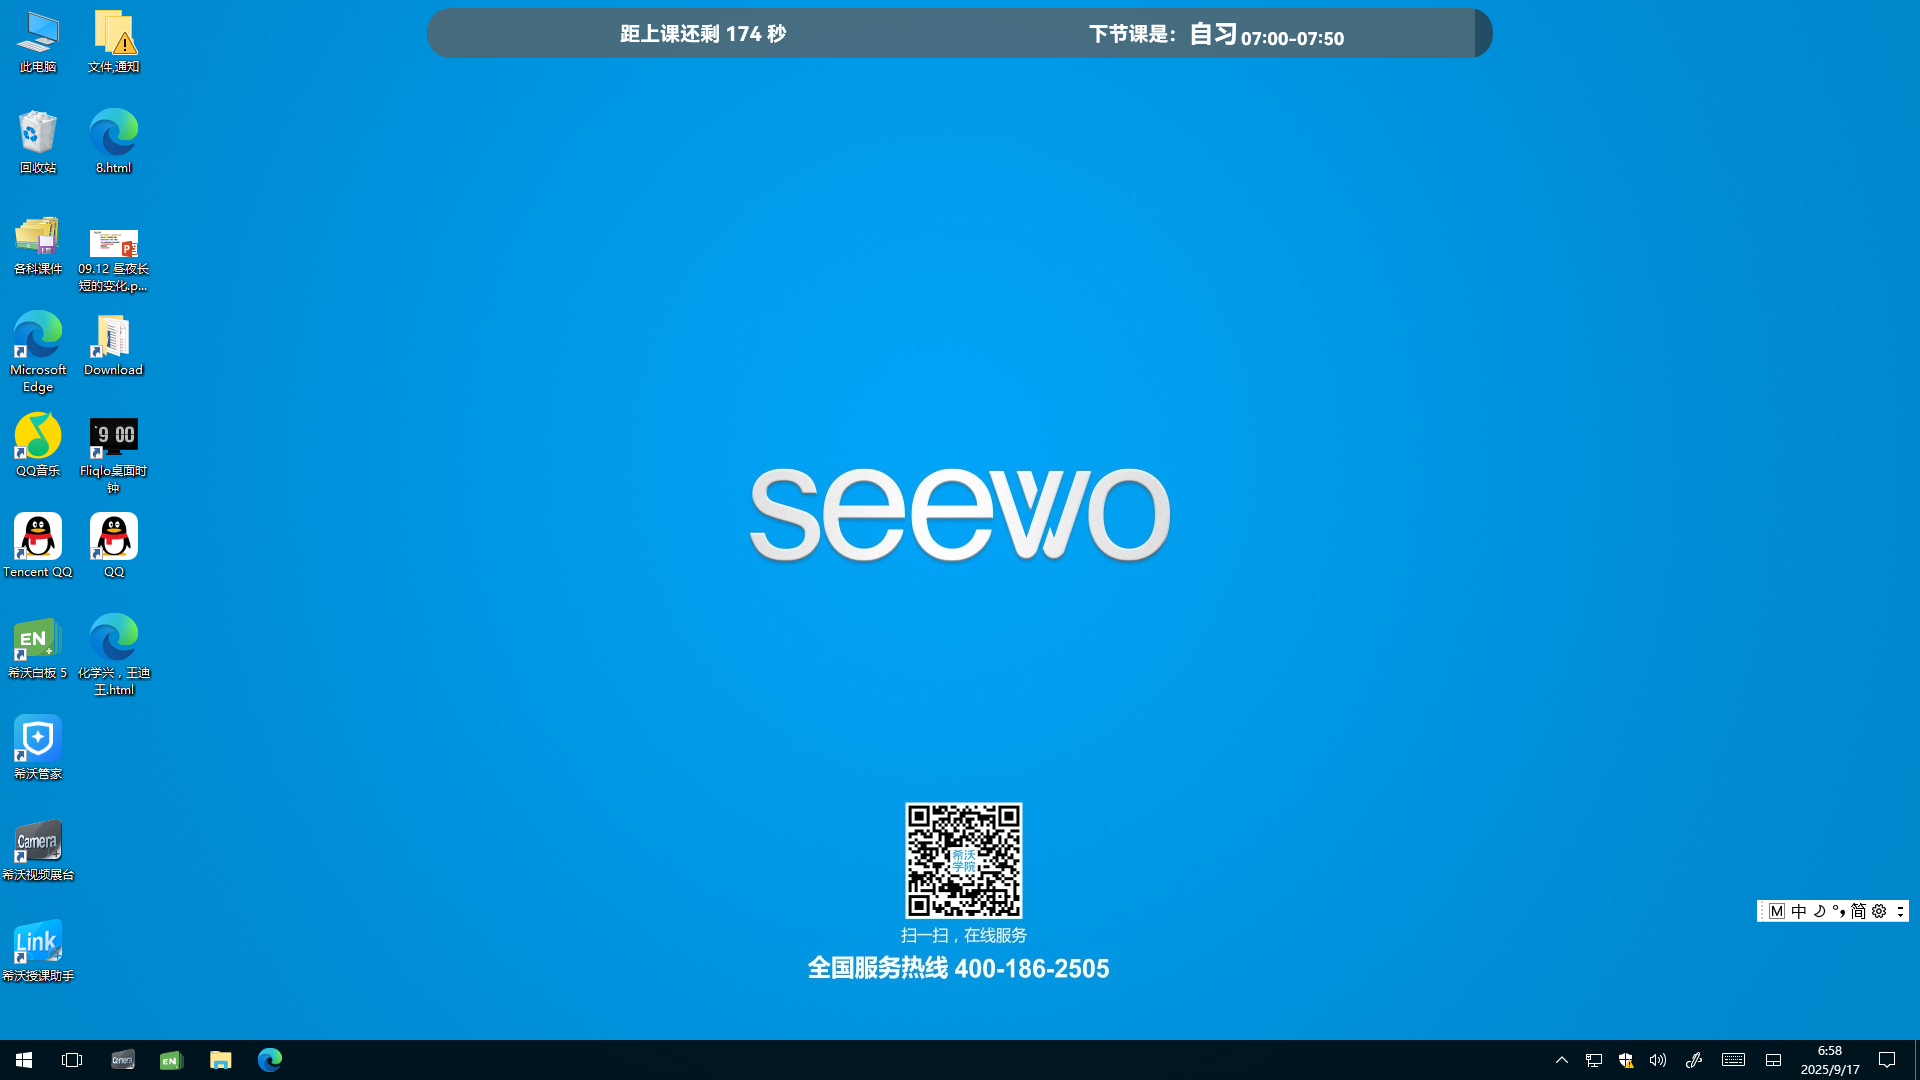 距上课还剩 174 秒
下节课是: 自习 07:00-07:50
此电脑
文件,通知
回收站
8.html
各科课件
09.12 昼夜长
短的变化.p...
Microsoft
Edge
Download
QQ音乐
9 00
Fliqlo桌面时
钟
Tencent QQ
QQ
EN
希沃白板 5
化学兴，王迪
王.html
希沃管家
Camera
希沃视频展台
Link
希沃授课助手
seewo
希沃
学院
扫一扫，在线服务
全国服务热线 400-186-2505
M 中 简
Camera
EN
6:58
2025/9/17